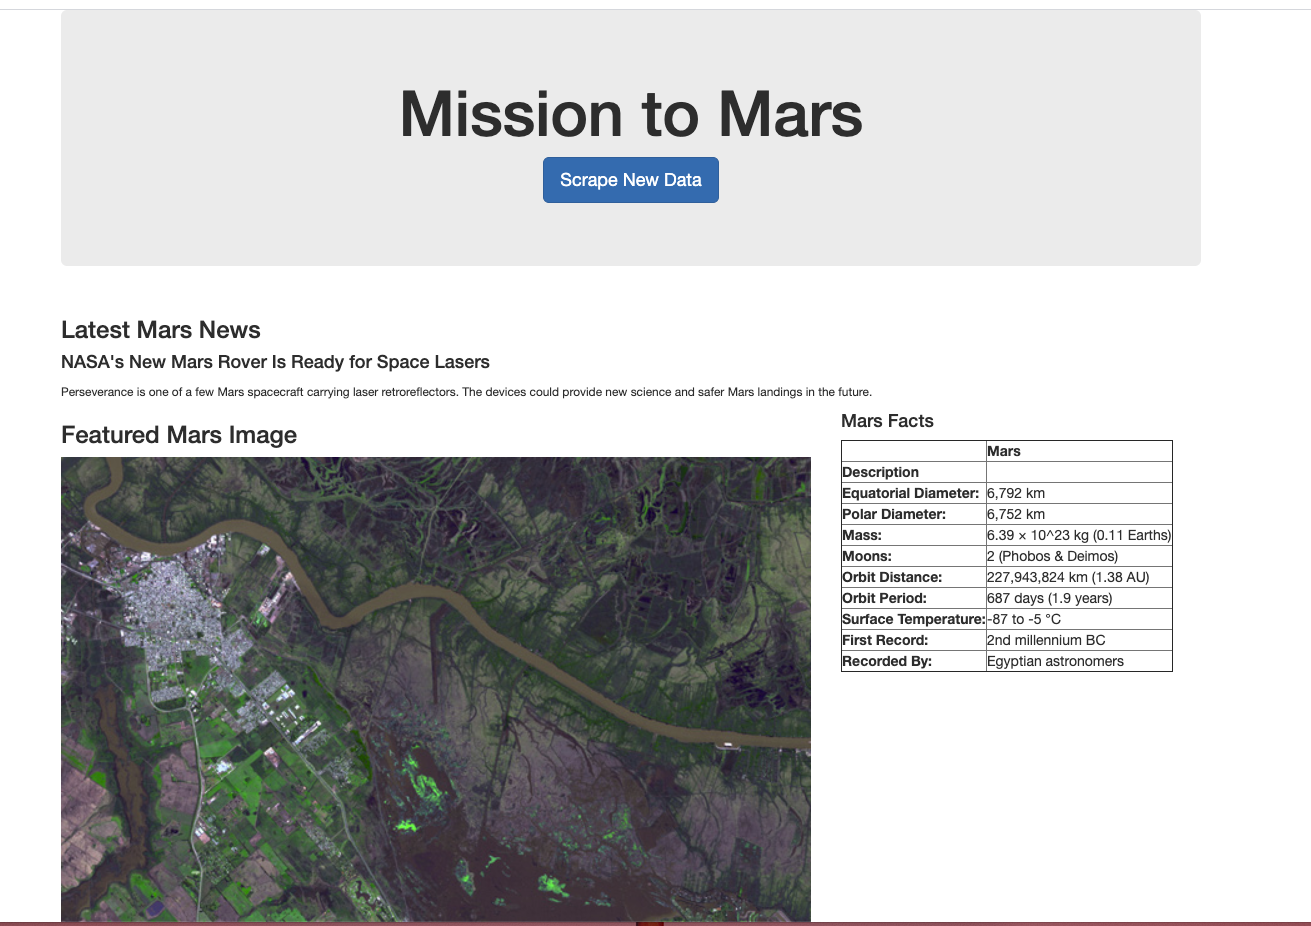 Mission to Mars
Scrape New Data
Latest Mars News
NASA's New Mars Rover Is Ready for Space Lasers
Perseverance is one of a few Mars spacecraft carrying laser retroreflectors. The devices could provide new science and safer Mars landings in the future.
Featured Mars Image
Mars Facts
Mars
Description
Equatorial Diameter: 6,792 km
Polar Diameter: 6,752 km
Mass: 6.39 × 10^23 kg (0.11 Earths)
Moons: 2 (Phobos & Deimos)
Orbit Distance: 227,943,824 km (1.38 AU)
Orbit Period: 687 days (1.9 years)
Surface Temperature: -87 to -5 °C
First Record: 2nd millennium BC
Recorded By: Egyptian astronomers